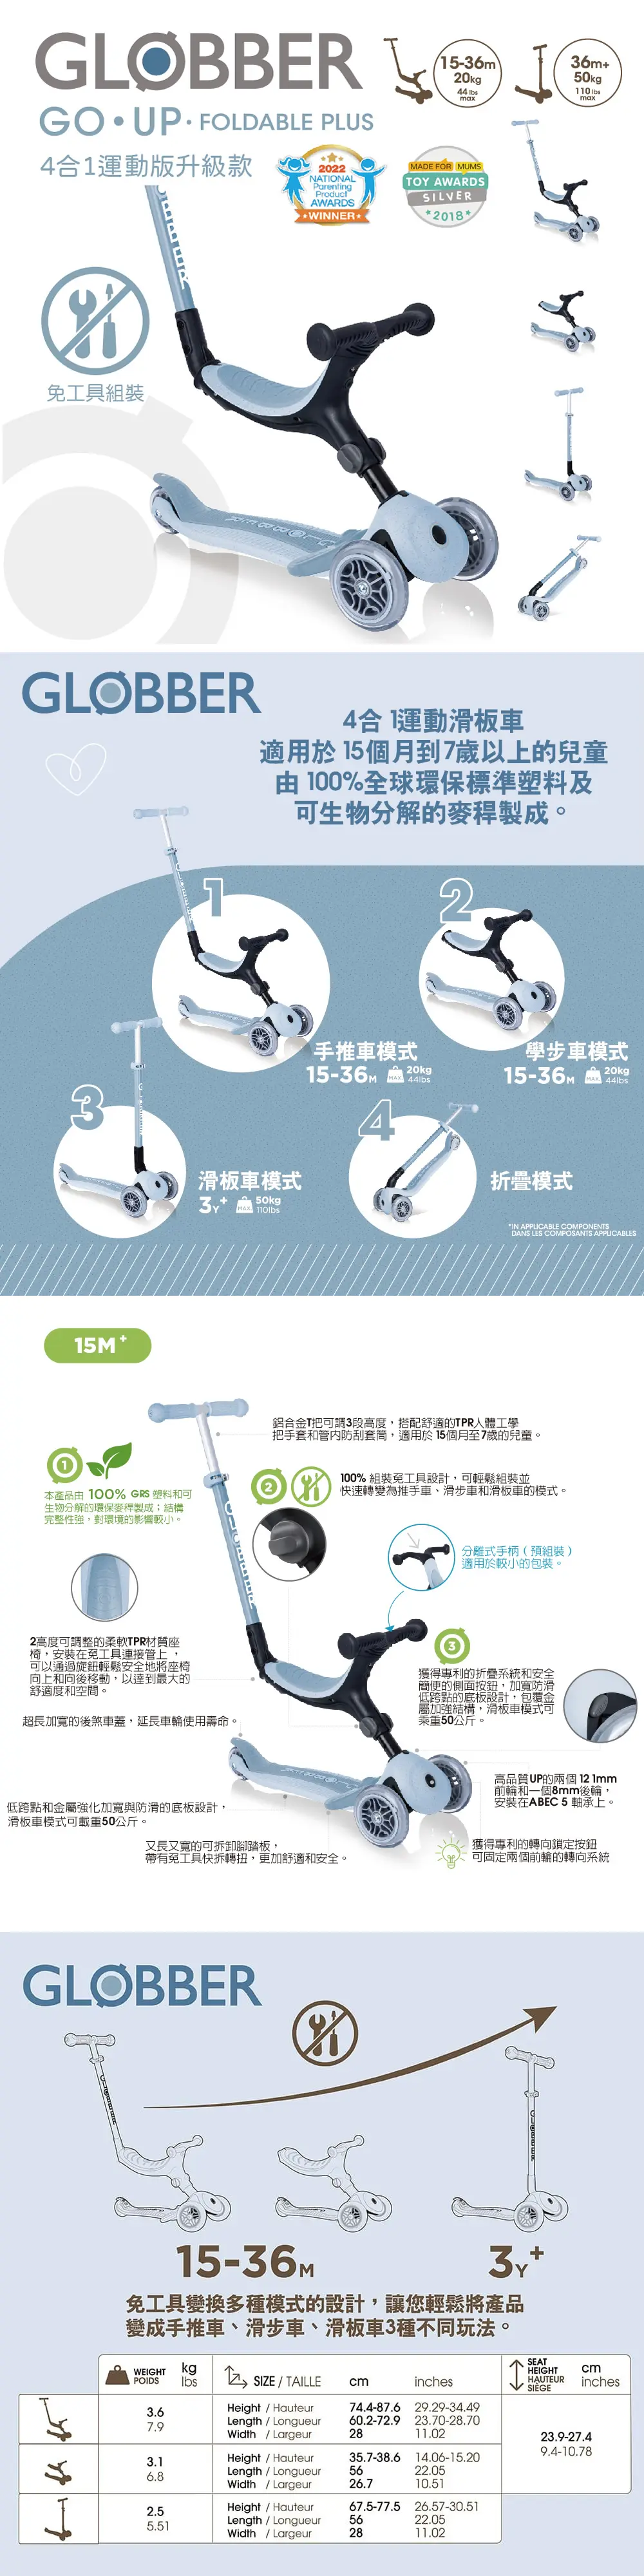 GLOBBER
GO•UP• FOLDABLE PLUS
4合1運動版升級款
15-36m
20kg
44 lbs
max
36m+
50kg
110 lbs
max
2022
NATIONAL
Parenting
Product
AWARDS
WINNER
MADE FOR MUMS
TOY AWARDS
SILVER
2018
免工具組裝
GLOBBER
4合 1運動滑板車
適用於 15個月到7歲以上的兒童
由 100%全球環保標準塑料及
可生物分解的麥稈製成。
1
手推車模式
15-36M MAX. 20kg 44lbs
2
學步車模式
15-36M MAX. 20kg 44lbs
3
滑板車模式
3Y+ MAX. 50kg 110lbs
4
折疊模式
*IN APPLICABLE COMPONENTS
DANS LES COMPOSANTS APPLICABLES
15M+
鋁合金T把可調3段高度，搭配舒適的TPR人體工學
把手套和管內防刮套筒，適用於 15個月至7歲的兒童。
1
本產品由 100% GRS 塑料和可
生物分解的環保麥稈製成；結構
完整性強，對環境的影響較小。
2
100% 組裝免工具設計，可輕鬆組裝並
快速轉變為推手車、滑步車和滑板車的模式。
分離式手柄（預組裝）
適用於較小的包裝。
2高度可調整的柔軟TPR材質座
椅，安裝在免工具連接管上，
可以通過旋鈕輕鬆安全地將座椅
向上和向後移動，以達到最大的
舒適度和空間。
3
獲得專利的折疊系統和安全
簡便的側面按鈕，加寬防滑
低跨點的底板設計，包覆金
屬加強結構，滑板車模式可
乘重50公斤。
超長加寬的後煞車蓋，延長車輪使用壽命。
高品質UP的兩個 121mm
前輪和一個8mm後輪，
安裝在ABEC 5 軸承上。
低跨點和金屬強化加寬與防滑的底板設計，
滑板車模式可載重50公斤。
又長又寬的可拆卸腳踏板，
帶有免工具快拆轉扭，更加舒適和安全。
獲得專利的轉向鎖定按鈕
可固定兩個前輪的轉向系統
GLOBBER
15-36M
3Y+
免工具變換多種模式的設計，讓您輕鬆將產品
變成手推車、滑步車、滑板車3種不同玩法。
WEIGHT POIDS kg lbs SIZE / TAILLE cm inches SEAT HEIGHT HAUTEUR SIÈGE cm inches
3.6
7.9
Height / Hauteur 74.4-87.6 29.29-34.49
Length / Longueur 60.2-72.9 23.70-28.70
Width / Largeur 28 11.02
23.9-27.4
9.4-10.78
3.1
6.8
Height / Hauteur 35.7-38.6 14.06-15.20
Length / Longueur 56 22.05
Width / Largeur 26.7 10.51
2.5
5.51
Height / Hauteur 67.5-77.5 26.57-30.51
Length / Longueur 56 22.05
Width / Largeur 28 11.02